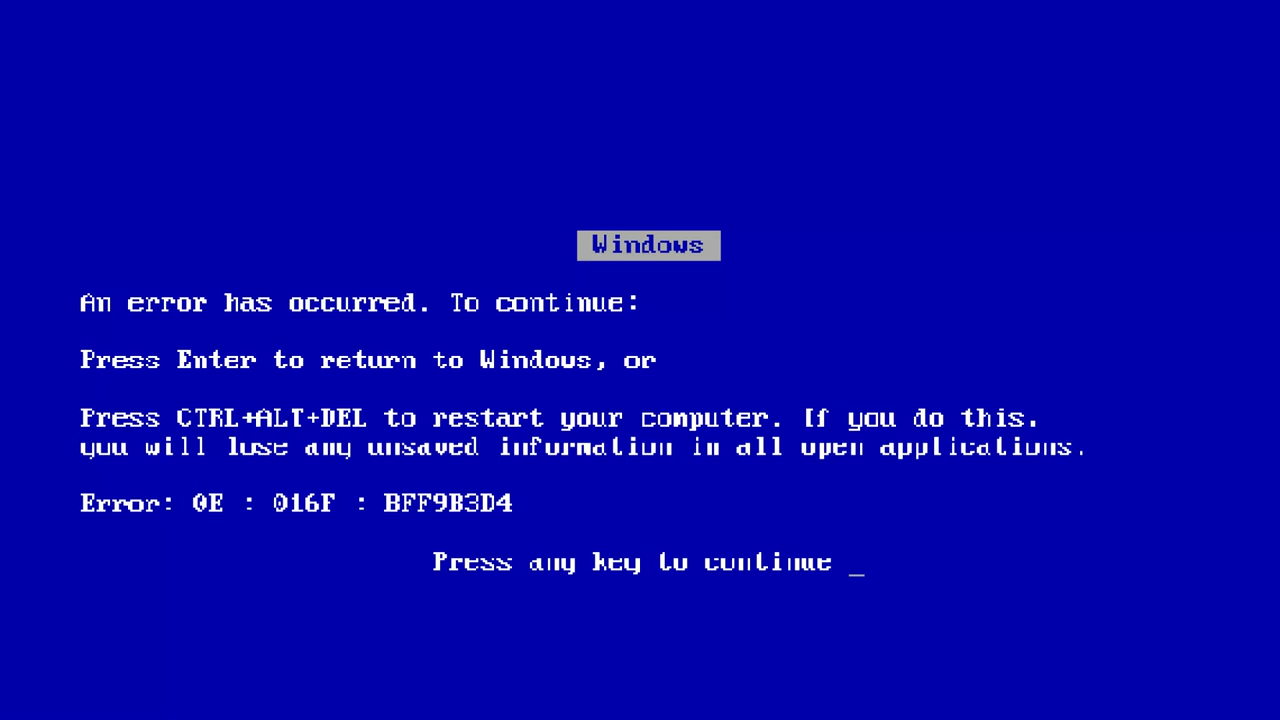 Windows
An error has occurred. To continue:
Press Enter to return to Windows, or
Press CTRL+ALT+DEL to restart your computer. If you do this.
you will lose any unsaved information in all open applications.
Error: 0E : 016F : BFF9B3D4
Press any key to continue _